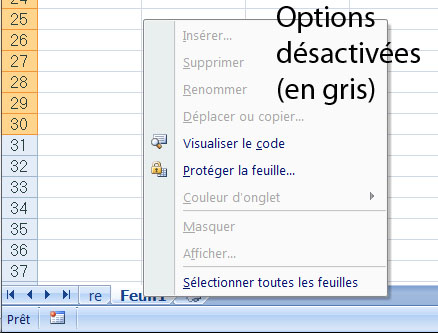 24
25
26
27
28
29
30
31
32
33
34
35
36
37
Options
désactivées
(en gris)
Insérer...
Supprimer
Renommer
Déplacer ou copier...
Visualiser le code
Protéger la feuille...
Couleur d'onglet
Masquer
Afficher...
Sélectionner toutes les feuilles
re
Feuil1
Prêt